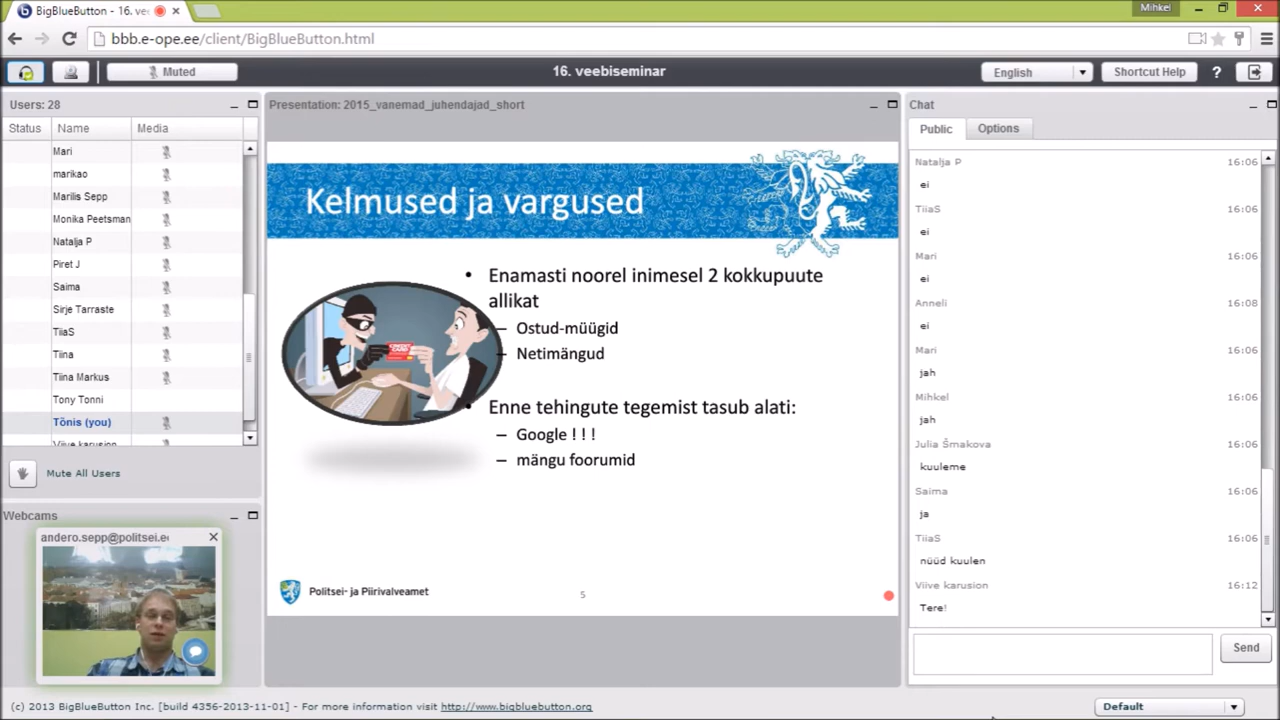 BigBlueButton - 16. vee
Mihkel
bbb.e-ope.ee/client/BigBlueButton.html
Muted
16. veebiseminar
English
Shortcut Help
?
Users: 28
Status Name Media
Mari
marikao
Marilis Sepp
Monika Peetsman
Natalja P
Piret J
Saima
Sirje Tarraste
TiiaS
Tiina
Tiina Markus
Tony Tonni
Tõnis (you)
Viive karusion
Mute All Users
Webcams
andero.sepp@politsei.ee
Presentation: 2015_vanemad_juhendajad_short
Kelmused ja vargused
• Enamasti noorel inimesel 2 kokkupuute
allikat
– Ostud-müügid
– Netimängud
CREDIT CARD
• Enne tehingute tegemist tasub alati:
– Google ! ! !
– mängu foorumid
Politsei- ja Piirivalveamet
5
Chat
Public Options
Natalja P 16:06
ei
TiiaS 16:06
ei
Mari 16:06
ei
Anneli 16:08
ei
Mari 16:06
jah
Mihkel 16:06
jah
Julia Šmakova 16:06
kuuleme
Saima 16:06
ja
TiiaS 16:06
nüüd kuulen
Viive karusion 16:12
Tere!
Send
(c) 2013 BigBlueButton Inc. [build 4356-2013-11-01] - For more information visit http://www.bigbluebutton.org
Default